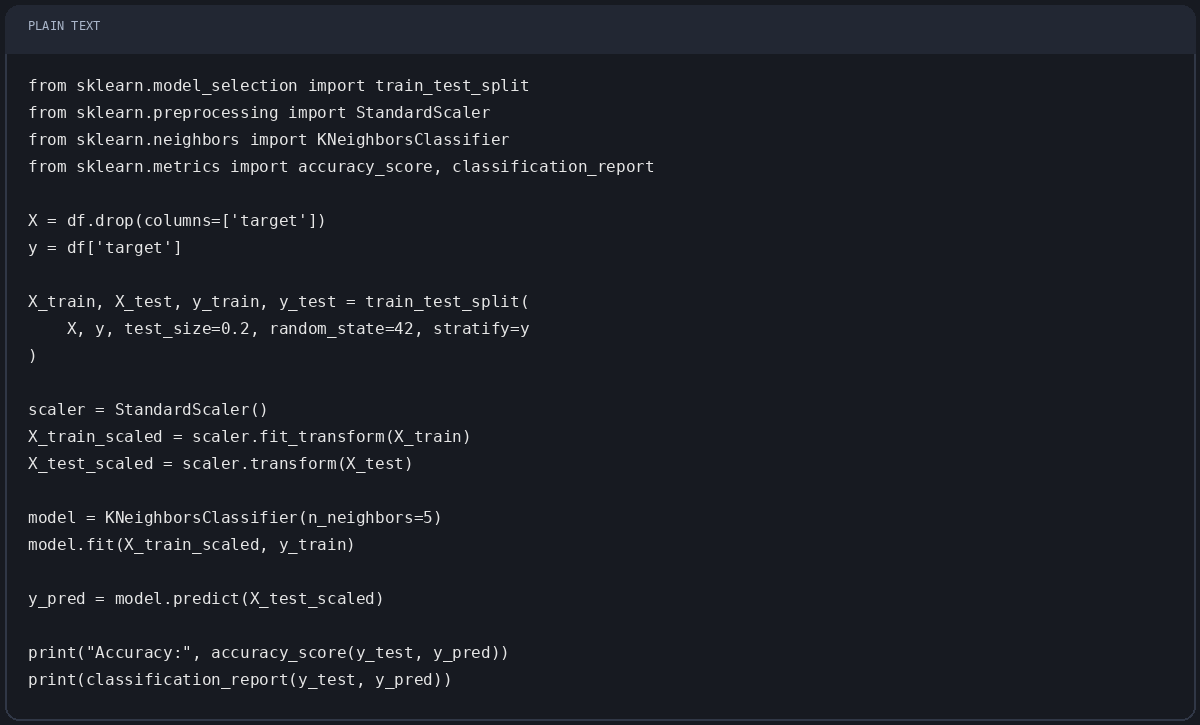 PLAIN TEXT
from sklearn.model_selection import train_test_split
from sklearn.preprocessing import StandardScaler
from sklearn.neighbors import KNeighborsClassifier
from sklearn.metrics import accuracy_score, classification_report

X = df.drop(columns=['target'])
y = df['target']

X_train, X_test, y_train, y_test = train_test_split(
    X, y, test_size=0.2, random_state=42, stratify=y
)

scaler = StandardScaler()
X_train_scaled = scaler.fit_transform(X_train)
X_test_scaled = scaler.transform(X_test)

model = KNeighborsClassifier(n_neighbors=5)
model.fit(X_train_scaled, y_train)

y_pred = model.predict(X_test_scaled)

print("Accuracy:", accuracy_score(y_test, y_pred))
print(classification_report(y_test, y_pred))